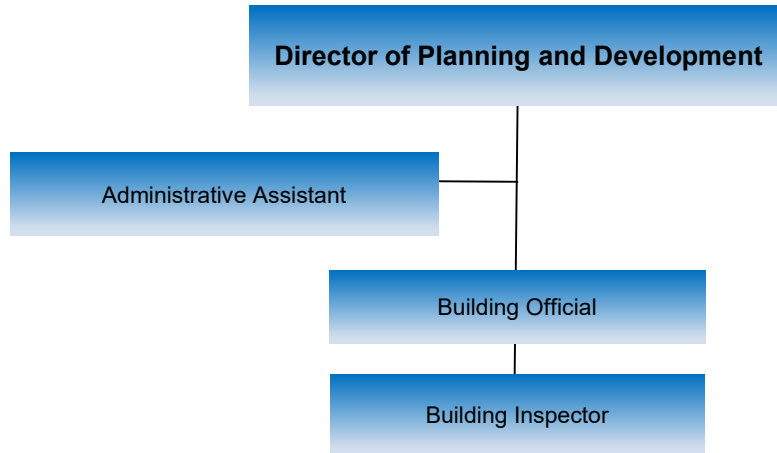 Director of Planning and Development
Administrative Assistant
Building Official
Building Inspector